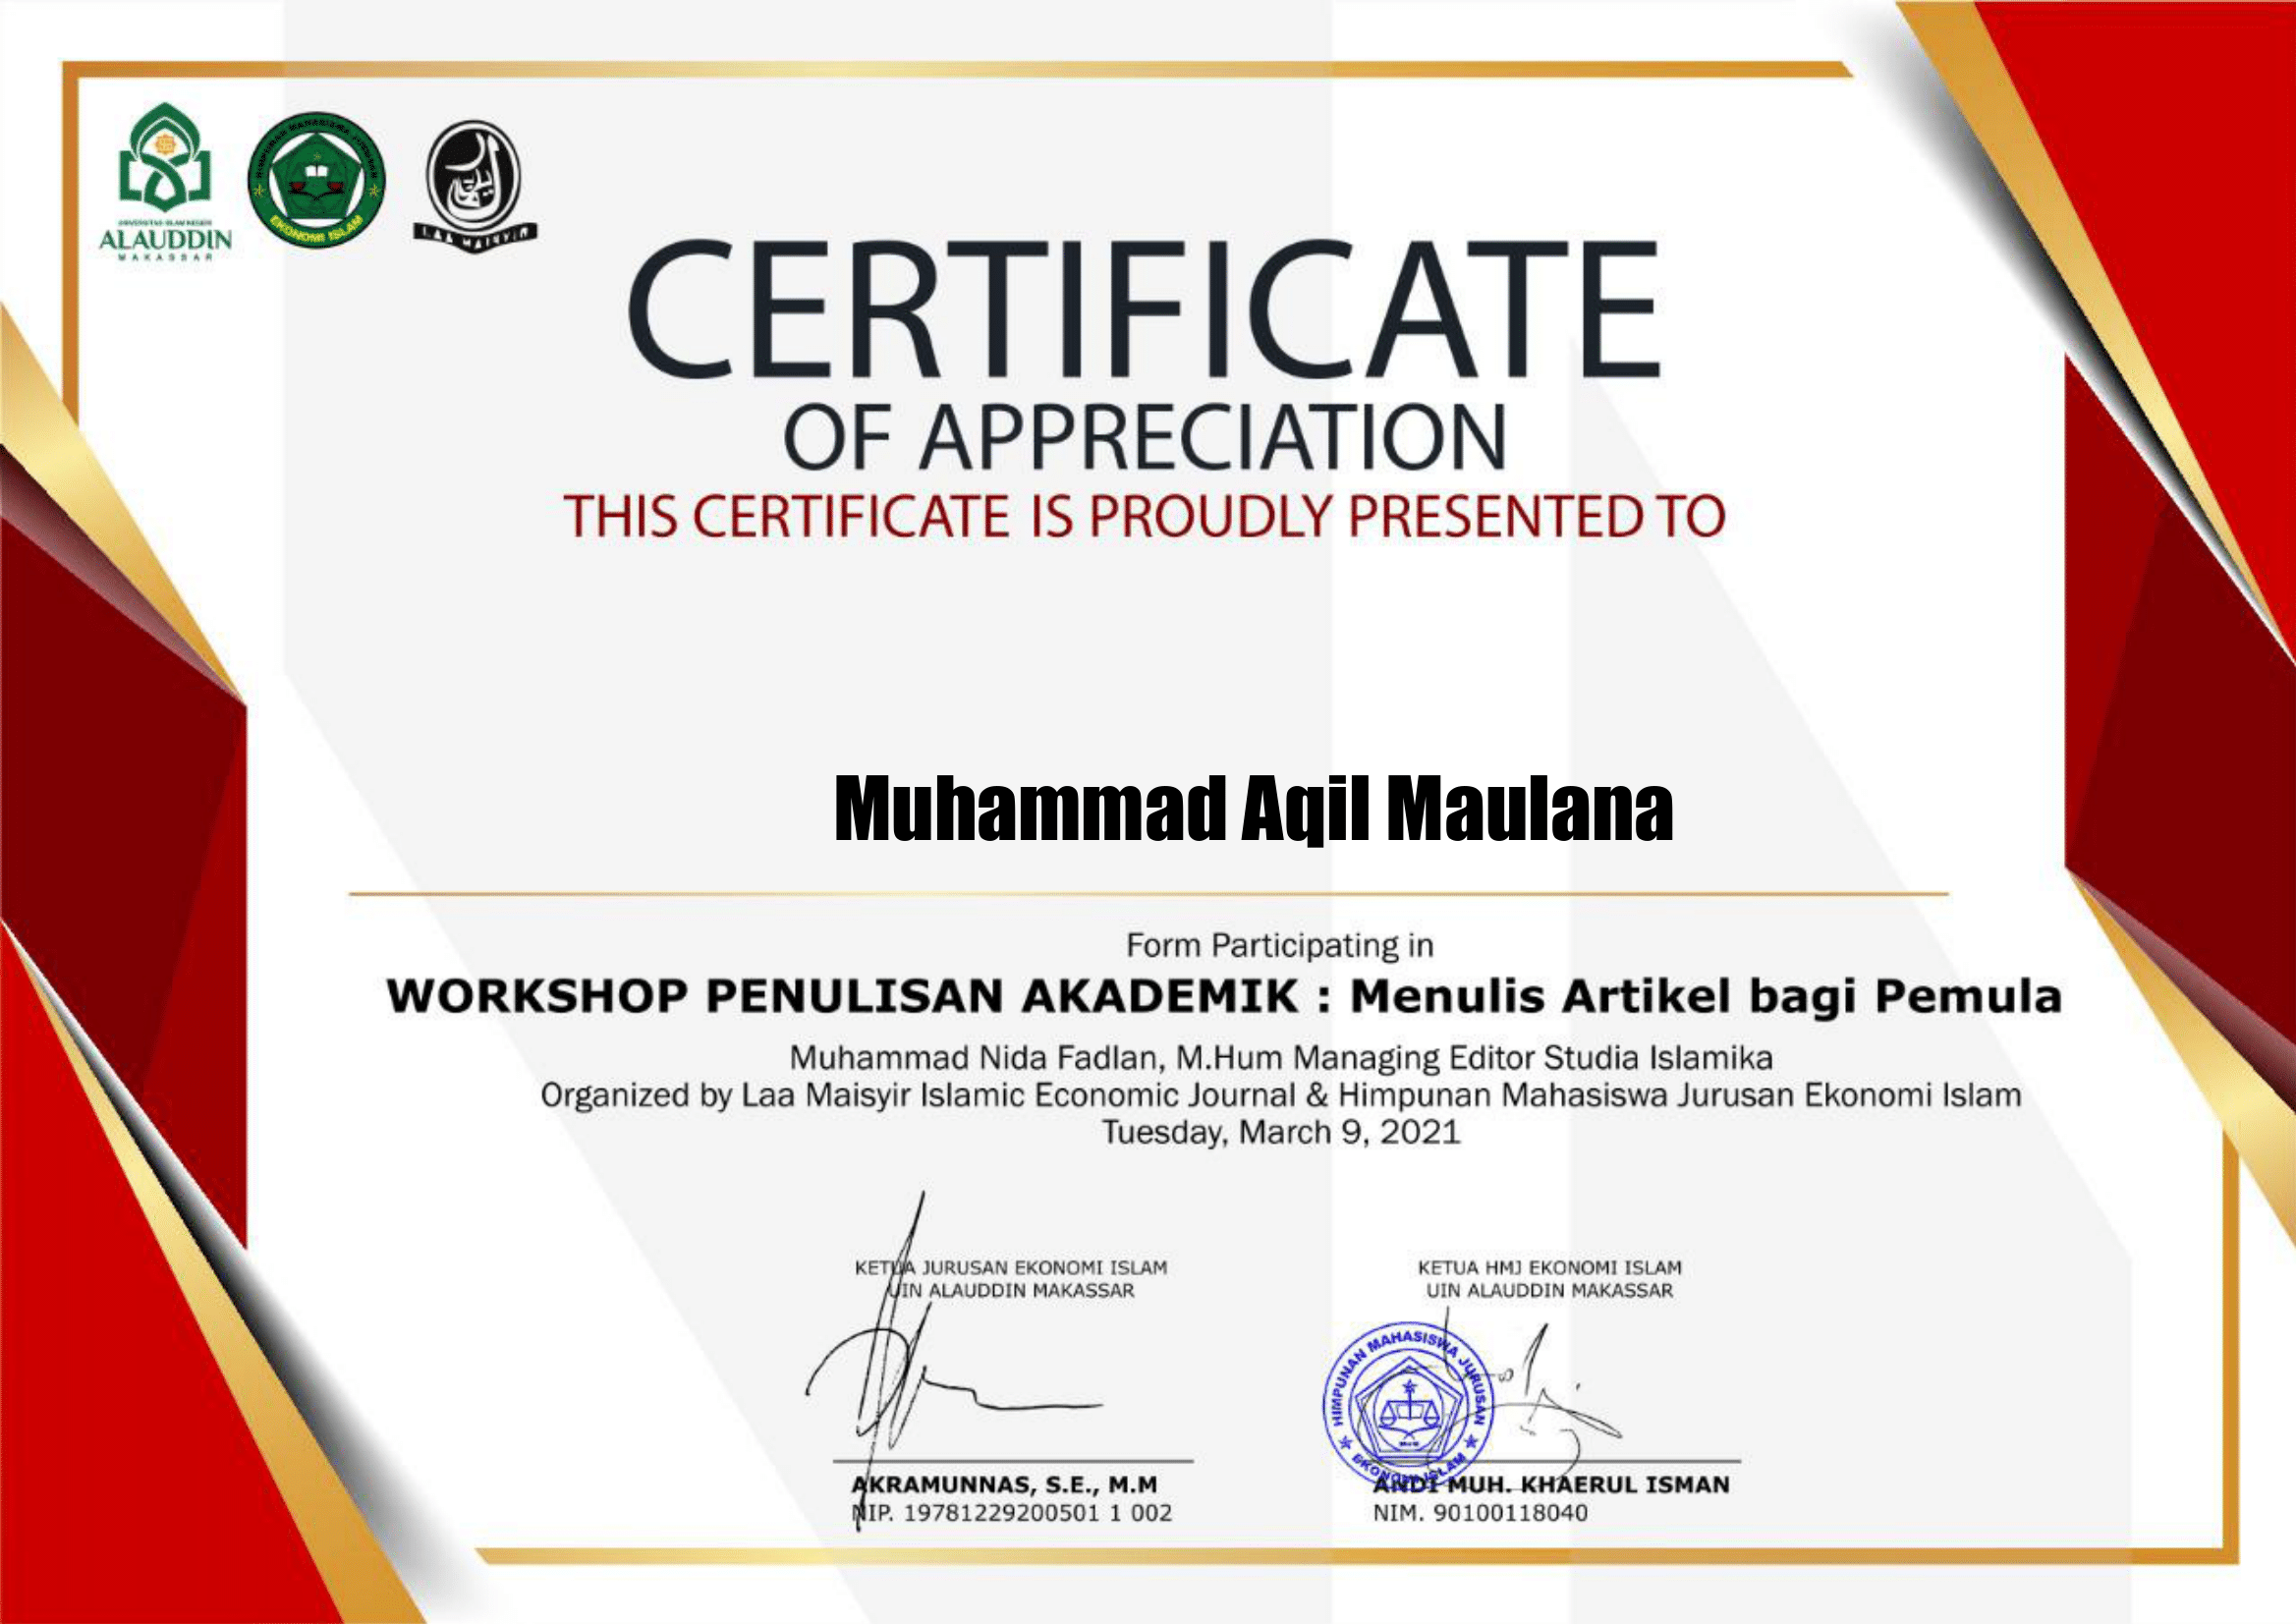 UNIVERSITAS ISLAM NEGERI
ALAUDDIN
MAKASSAR
HIMPUNAN MAHASISWA JURUSAN
EKONOMI ISLAM
LAA MAISYIR
CERTIFICATE
OF APPRECIATION
THIS CERTIFICATE IS PROUDLY PRESENTED TO
Muhammad Aqil Maulana
Form Participating in
WORKSHOP PENULISAN AKADEMIK : Menulis Artikel bagi Pemula
Muhammad Nida Fadlan, M.Hum Managing Editor Studia Islamika
Organized by Laa Maisyir Islamic Economic Journal & Himpunan Mahasiswa Jurusan Ekonomi Islam
Tuesday, March 9, 2021
KETUA JURUSAN EKONOMI ISLAM
UIN ALAUDDIN MAKASSAR
AKRAMUNNAS, S.E., M.M
NIP. 19781229200501 1 002
KETUA HMJ EKONOMI ISLAM
UIN ALAUDDIN MAKASSAR
HIMPUNAN MAHASISWA JURUSAN
EKONOMI ISLAM
ANDI MUH. KHAERUL ISMAN
NIM. 90100118040